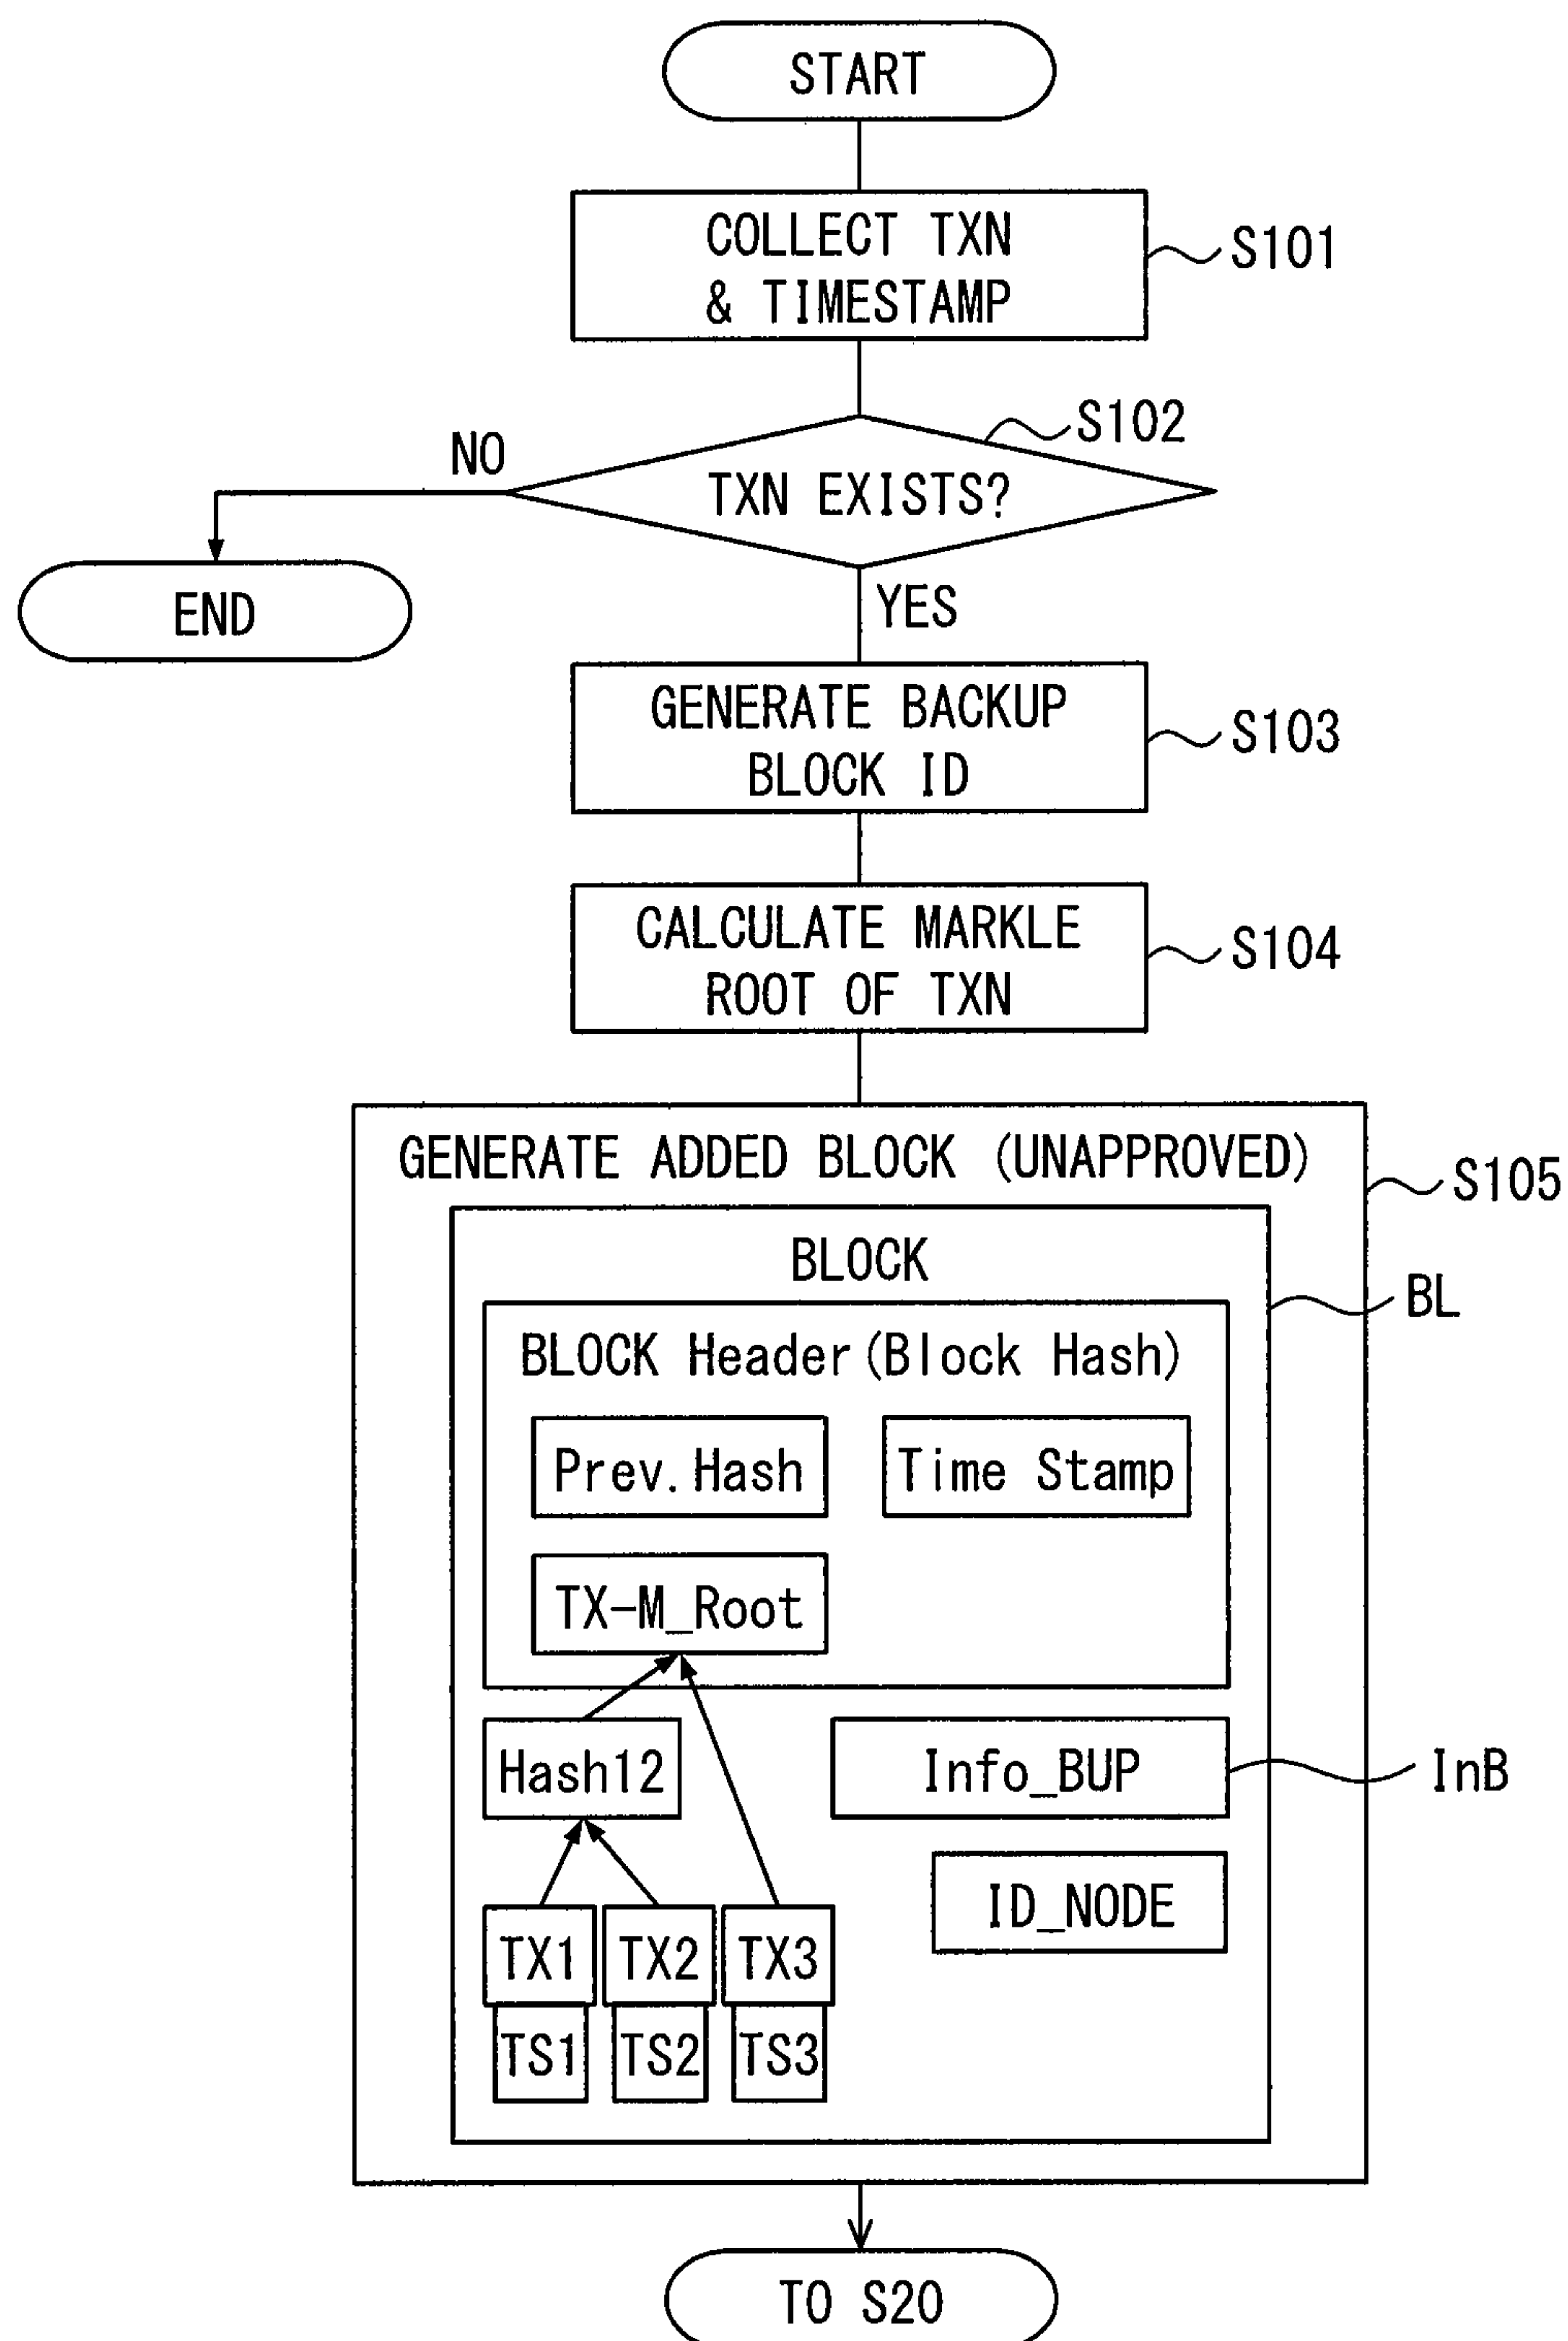 START
COLLECT TXN
& TIMESTAMP
S101
S102
NO
TXN EXISTS?
END
YES
GENERATE BACKUP
BLOCK ID
S103
CALCULATE MARKLE
ROOT OF TXN
S104
GENERATE ADDED BLOCK (UNAPPROVED)
S105
BLOCK
BL
BLOCK Header(Block Hash)
Prev.Hash
Time Stamp
TX-M_Root
Hash12
Info_BUP
InB
ID_NODE
TX1
TX2
TX3
TS1
TS2
TS3
TO S20